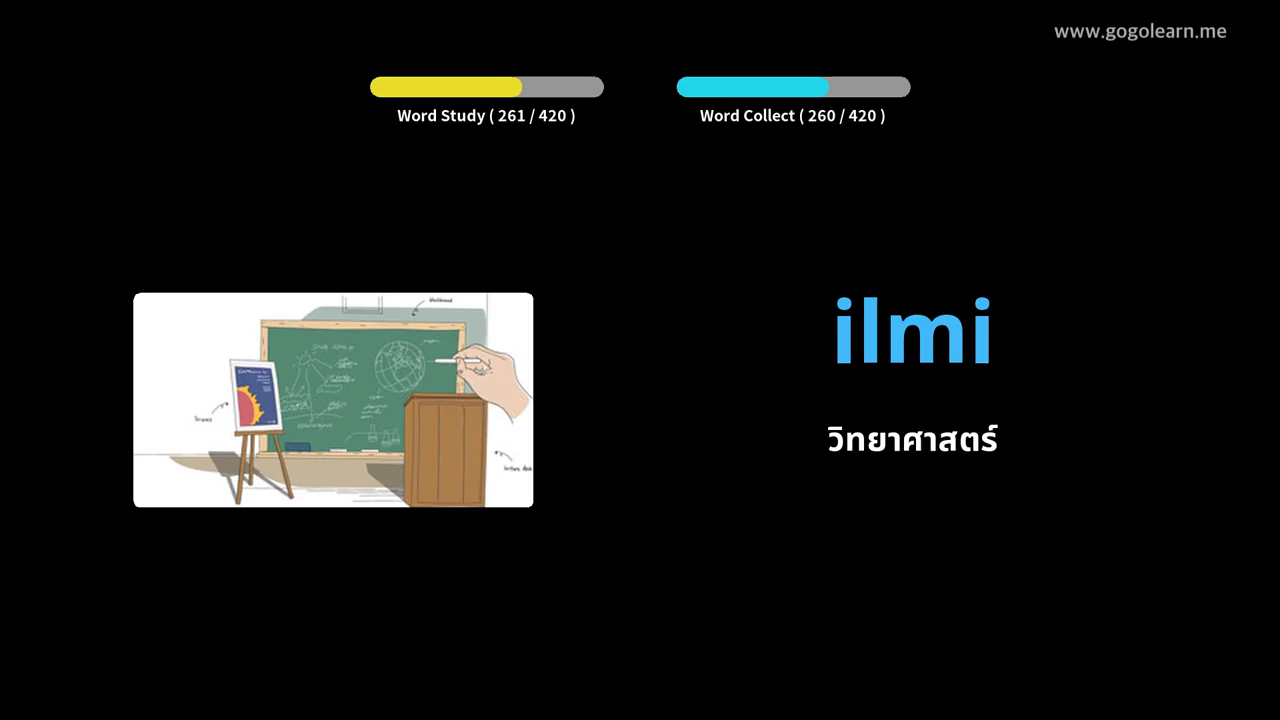 www.gogolearn.me
Word Study ( 261 / 420 )
Word Collect ( 260 / 420 )
ilmi
วิทยาศาสตร์
Science